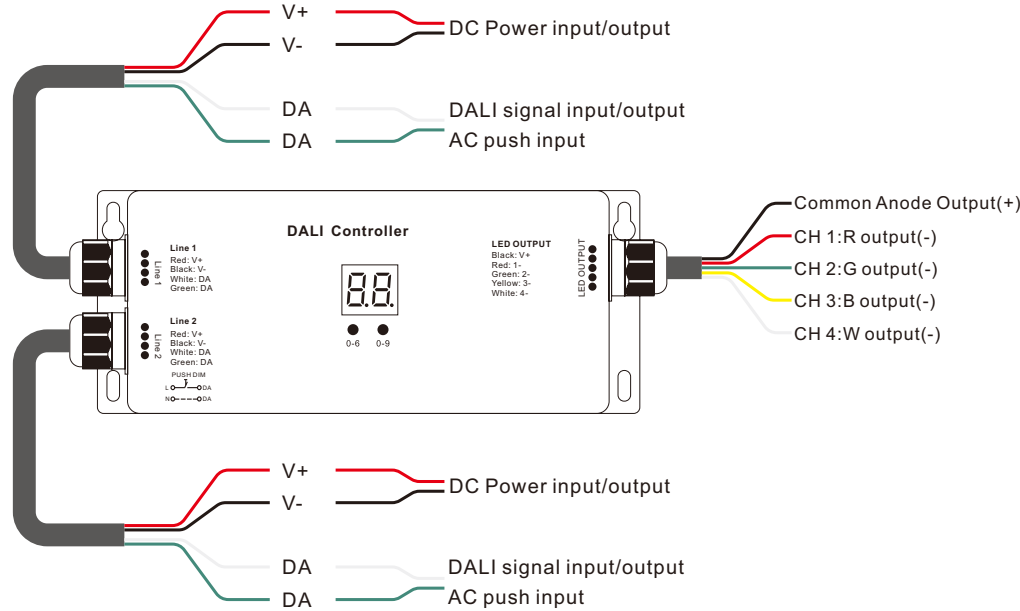 V+
DC Power input/output
V-
DA
DALI signal input/output
DA
AC push input
DALI Controller
Line 1
Red: V+
Black: V-
White: DA
Green: DA
Line 1
LED OUTPUT
Black: V+
Red: 1-
Green: 2-
Yellow: 3-
White: 4-
LED OUTPUT
Common Anode Output(+)
CH 1:R output(-)
CH 2:G output(-)
CH 3:B output(-)
CH 4:W output(-)
8.8.
0-6 0-9
Line 2
Red: V+
Black: V-
White: DA
Green: DA
Line 2
PUSH DIM
L DA
N DA
V+
DC Power input/output
V-
DA
DALI signal input/output
DA
AC push input